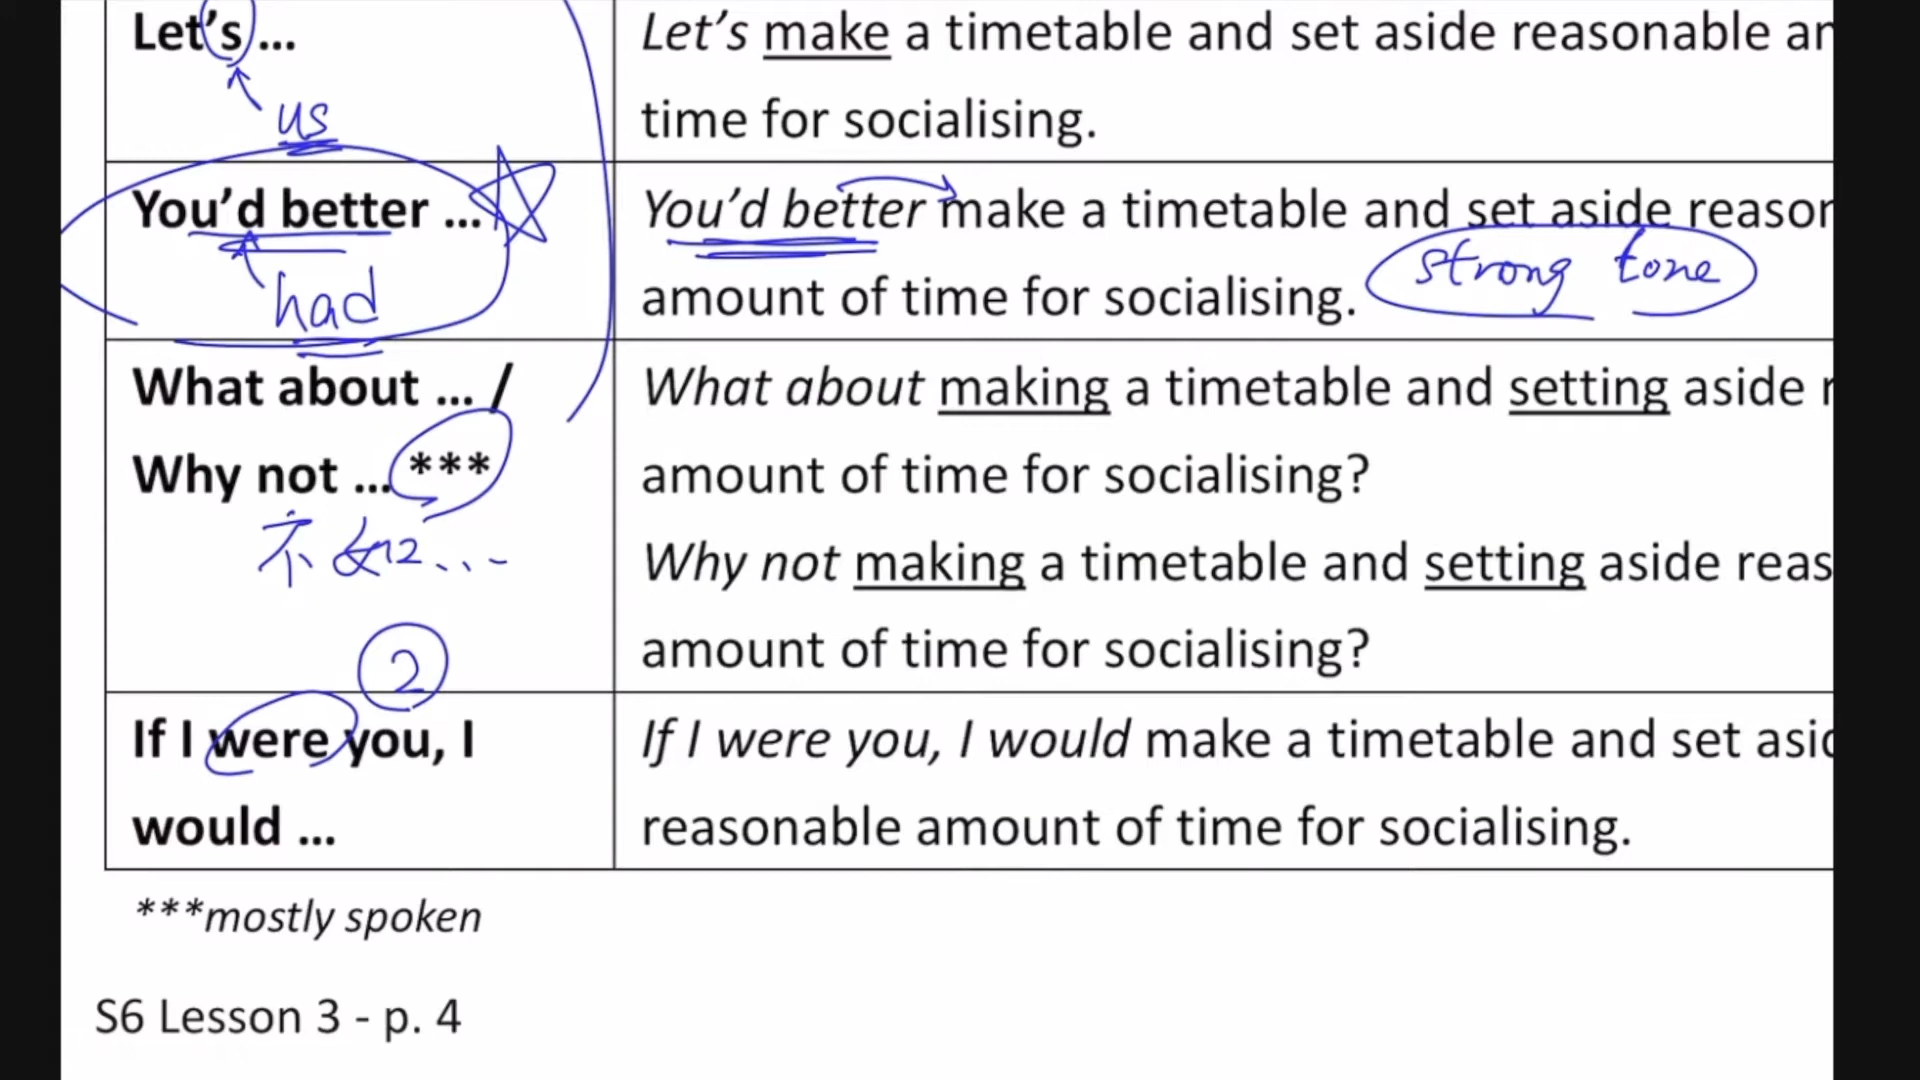 Let's ...
Let's make a timetable and set aside reasonable
us
time for socialising.
You'd better ...
You'd better make a timetable and set aside
strong tone
had
amount of time for socialising.
What about ... /
What about making a timetable and setting aside
Why not ... ***
amount of time for socialising?
不如...
Why not making a timetable and setting aside
2
amount of time for socialising?
If I were you, I
If I were you, I would make a timetable and set
would ...
reasonable amount of time for socialising.
***mostly spoken
S6 Lesson 3 - p. 4